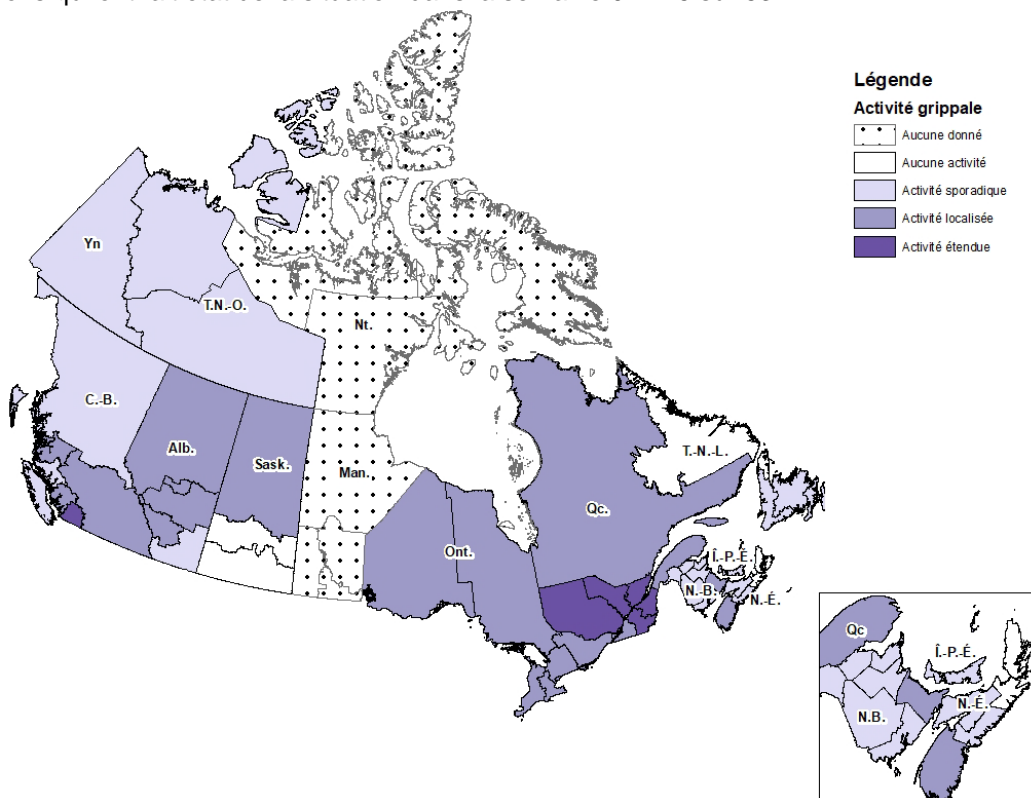 Légende
Activité grippale
Aucune donné
Aucune activité
Activité sporadique
Activité localisée
Activité étendue
Yn
T.N.-O.
Nt.
C.-B.
Alb.
Sask.
Man.
T.-N.-L.
Qc.
Ont.
Î.-P.-É.
N.-B.
N.-É.
Qc
Î.-P.-É.
N.B.
N.-É.